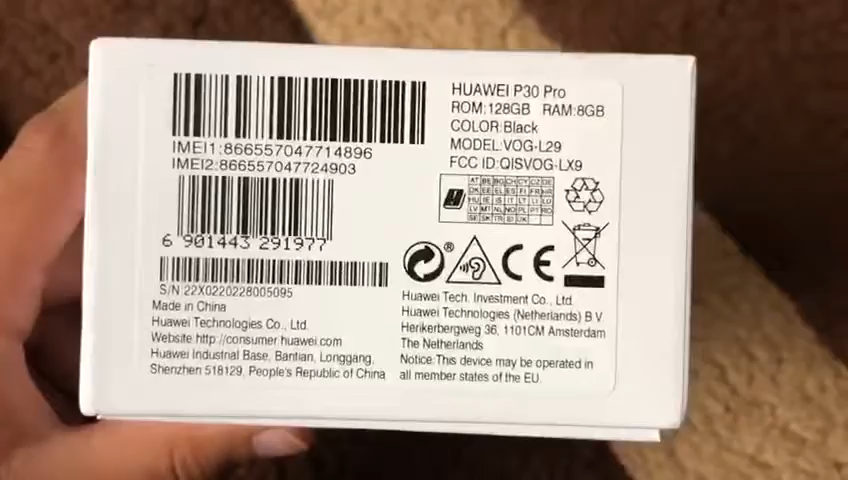 IMEI1:866557047714896
IMEI2:866557047724903
6 901443 291977
S/N:22X0220228005095
Made in China
Huawei Technologies Co., Ltd.
Website:http://consumer.huawei.com
Huawei Industrial Base, Bantian, Longgang,
Shenzhen 518129, People's Republic of China
HUAWEI P30 Pro
ROM:128GB RAM:8GB
COLOR:Black
MODEL:VOG-L29
FCC ID:QISVOG-LX9
AT BE BG CH CY CZ DE
DK EE EL ES FI FR HR
HU IE IS IT LT LI LU
LV MT NL NO PL PT RO
SE SK TR SI UK
®
CE
Huawei Tech. Investment Co., Ltd.
Huawei Technologies (Netherlands) B.V.
Herikerbergweg 36, 1101CM Amsterdam
The Netherlands
Notice:This device may be operated in
all member states of the EU.